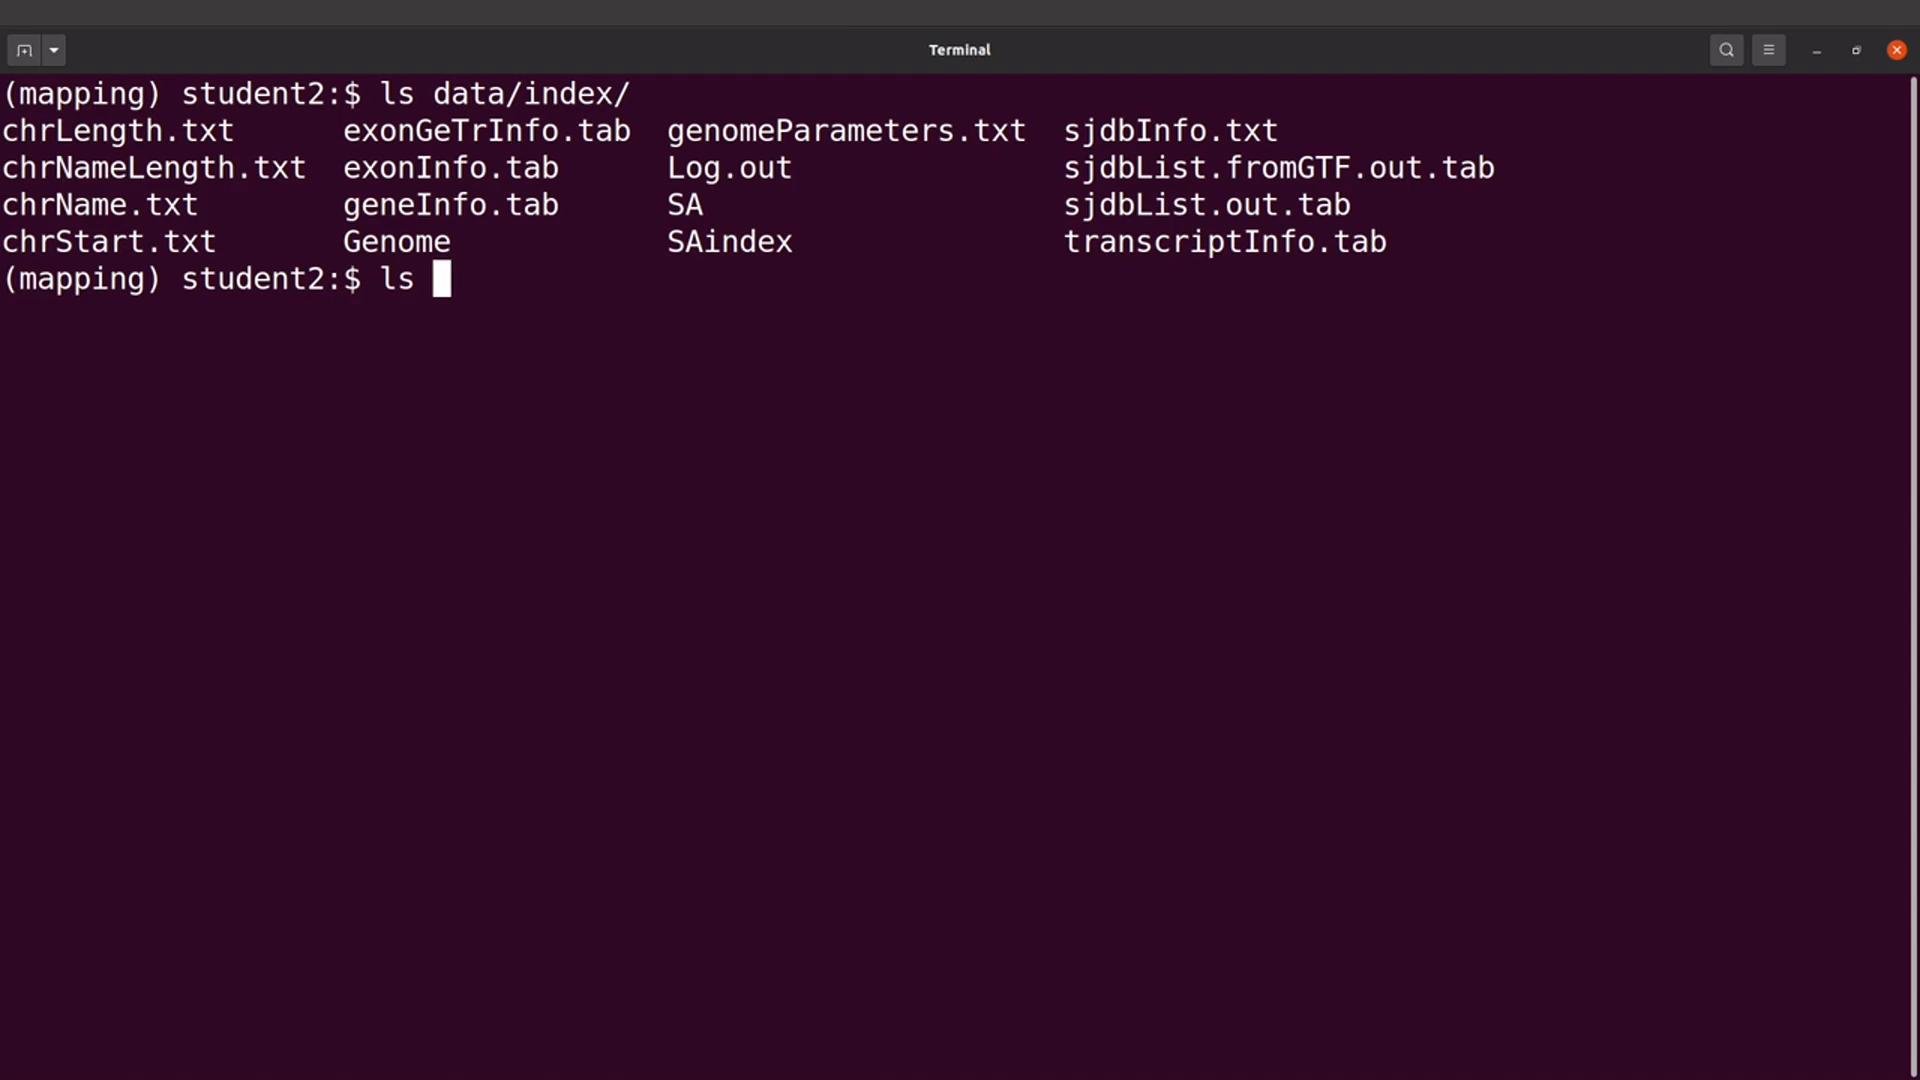 Terminal
(mapping) student2:$ ls data/index/
chrLength.txt      exonGeTrInfo.tab  genomeParameters.txt  sjdbInfo.txt
chrNameLength.txt  exonInfo.tab      Log.out               sjdbList.fromGTF.out.tab
chrName.txt        geneInfo.tab      SA                    sjdbList.out.tab
chrStart.txt       Genome            SAindex               transcriptInfo.tab
(mapping) student2:$ ls